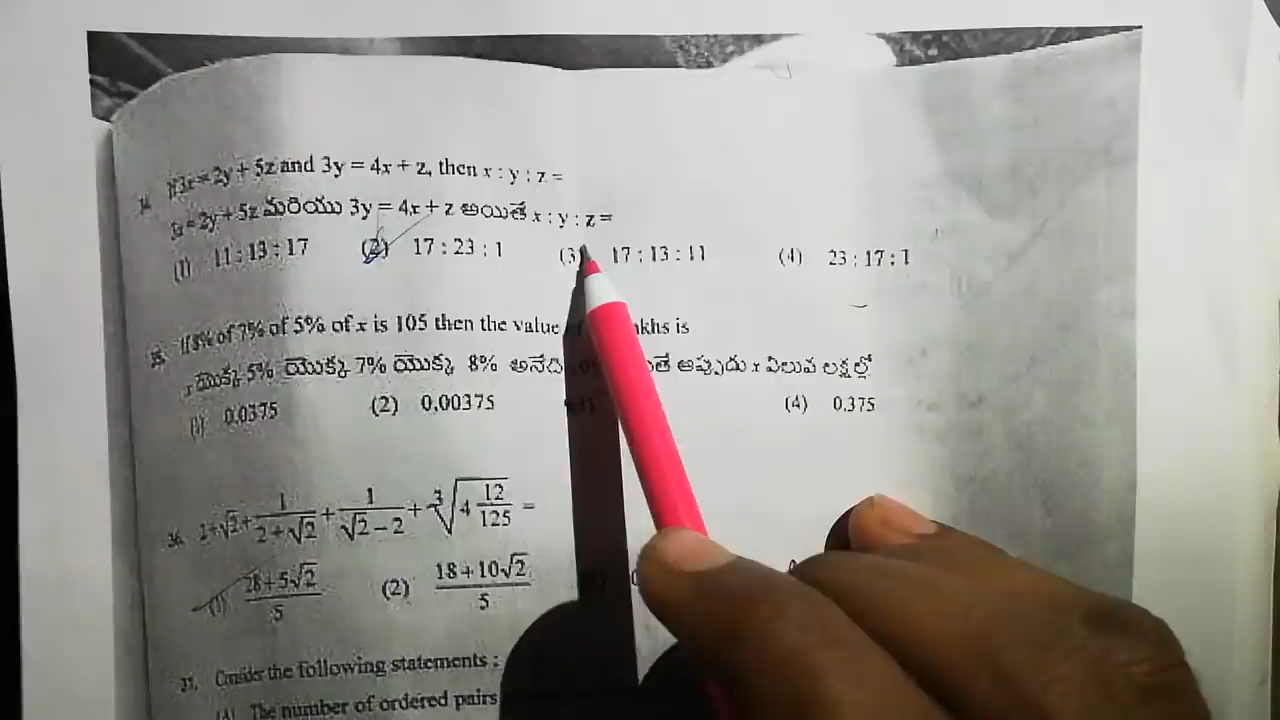 34. If 3x = 2y + 5z and 3y = 4x + z, then x : y : z =
3x = 2y + 5z మరియు 3y = 4x + z అయితే x : y : z =
(1) 11 : 13 : 17 (2) 17 : 23 : 1 (3) 17 : 13 : 11 (4) 23 : 17 : 1
35. If 8% of 7% of 5% of x is 105 then the value is
x యొక్క 5% యొక్క 7% యొక్క 8% అనేది అప్పుడు x విలువ లక్షల్లో
(1) 0.0375 (2) 0.00375 (4) 0.375
36. 2+√2 + 1/(2+√2) + 1/(√2−2) + ∛(4 12/125) =
(1) (28+5√2)/5 (2) (18+10√2)/5
37. Consider the following statements :
(A) The number of ordered pairs